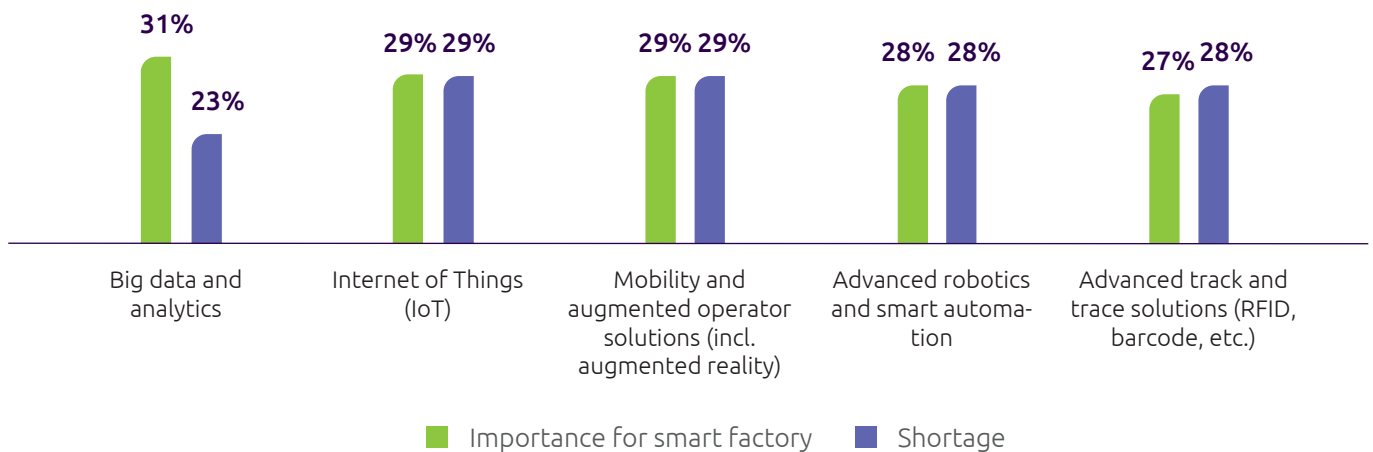 31%
23%
29% 29%
29% 29%
28% 28%
27% 28%
Big data and
analytics
Internet of Things
(IoT)
Mobility and
augmented operator
solutions (incl.
augmented reality)
Advanced robotics
and smart automa-
tion
Advanced track and
trace solutions (RFID,
barcode, etc.)
Importance for smart factory
Shortage